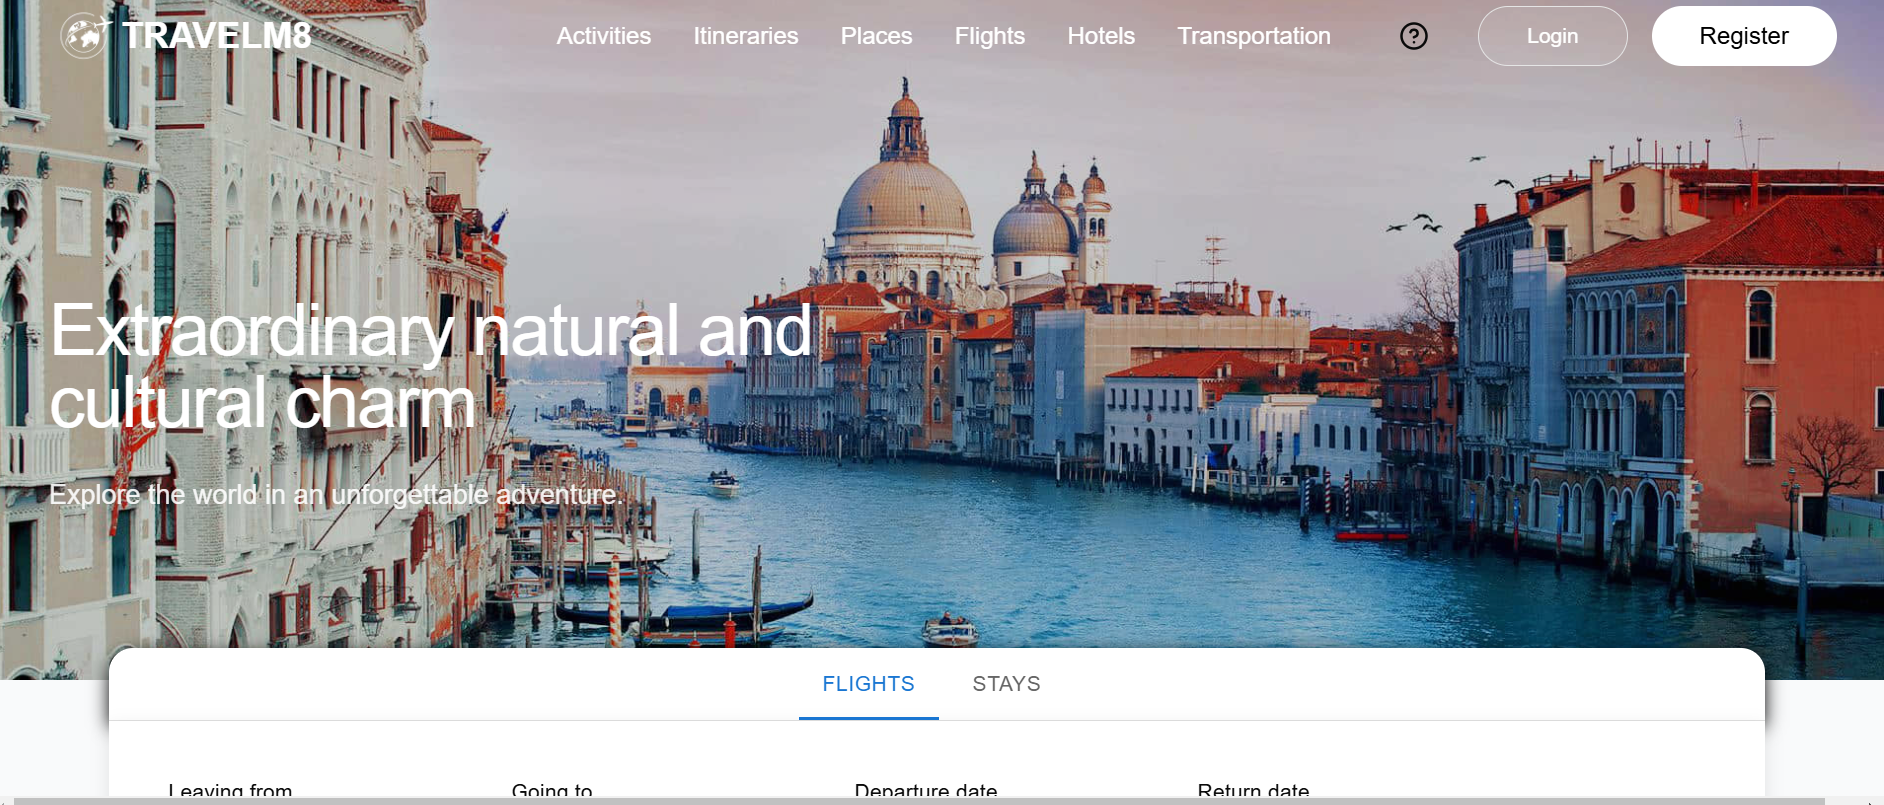 TRAVELM8
Activities
Itineraries
Places
Flights
Hotels
Transportation
?
Login
Register
Extraordinary natural and
cultural charm
Explore the world in an unforgettable adventure.
FLIGHTS
STAYS
Leaving from
Going to
Departure date
Return date